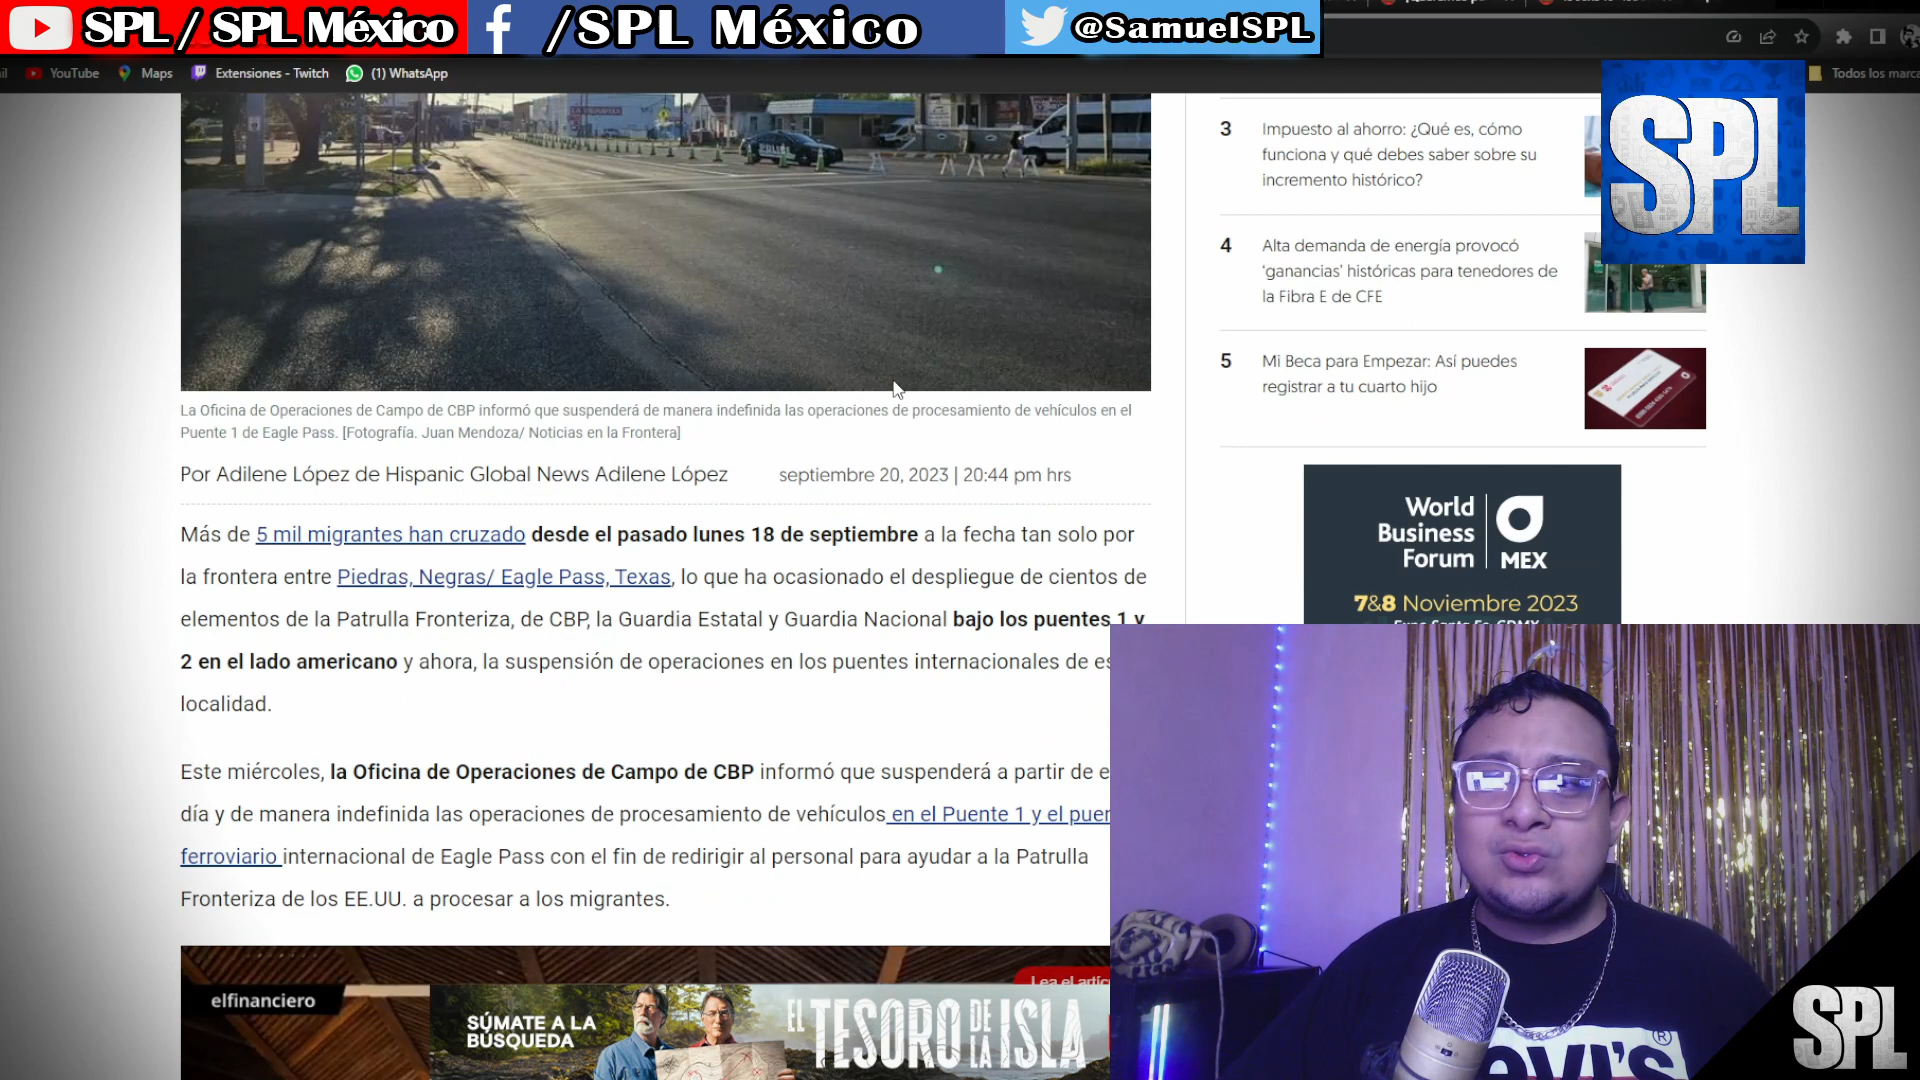 SPL / SPL México
/SPL México
@SamuelSPL
YouTube
Maps
Extensiones - Twitch
(1) WhatsApp
Todos los marca
SPL
3
Impuesto al ahorro: ¿Qué es, cómo
funciona y qué debes saber sobre su
incremento histórico?
4
Alta demanda de energía provocó
‘ganancias’ históricas para tenedores de
la Fibra E de CFE
5
Mi Beca para Empezar: Así puedes
registrar a tu cuarto hijo
La Oficina de Operaciones de Campo de CBP informó que suspenderá de manera indefinida las operaciones de procesamiento de vehículos en el
Puente 1 de Eagle Pass. [Fotografía. Juan Mendoza/ Noticias en la Frontera]
Por Adilene López de Hispanic Global News Adilene López
septiembre 20, 2023 | 20:44 pm hrs
Más de 5 mil migrantes han cruzado desde el pasado lunes 18 de septiembre a la fecha tan solo por
la frontera entre Piedras, Negras/ Eagle Pass, Texas, lo que ha ocasionado el despliegue de cientos de
elementos de la Patrulla Fronteriza, de CBP, la Guardia Estatal y Guardia Nacional bajo los puentes 1 y
2 en el lado americano y ahora, la suspensión de operaciones en los puentes internacionales de es
localidad.
Este miércoles, la Oficina de Operaciones de Campo de CBP informó que suspenderá a partir de e
día y de manera indefinida las operaciones de procesamiento de vehículos en el Puente 1 y el puen
ferroviario internacional de Eagle Pass con el fin de redirigir al personal para ayudar a la Patrulla
Fronteriza de los EE.UU. a procesar a los migrantes.
World
Business
Forum
MEX
7&8 Noviembre 2023
Lea el artíc
elfinanciero
SÚMATE A LA
BÚSQUEDA
EL TESORO DE LA ISLA
evi's
SPL